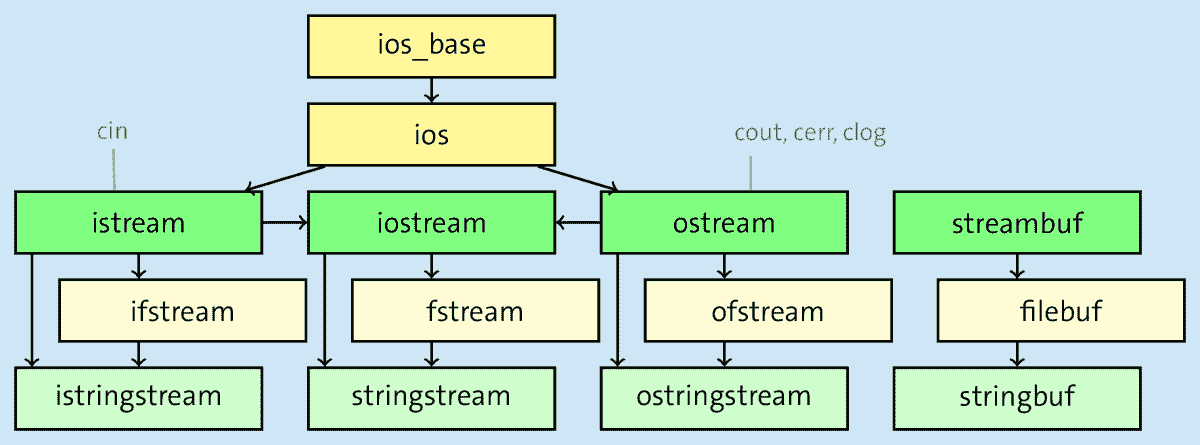 ios_base
ios
cin
cout, cerr, clog
istream
iostream
ostream
streambuf
ifstream
fstream
ofstream
filebuf
istringstream
stringstream
ostringstream
stringbuf